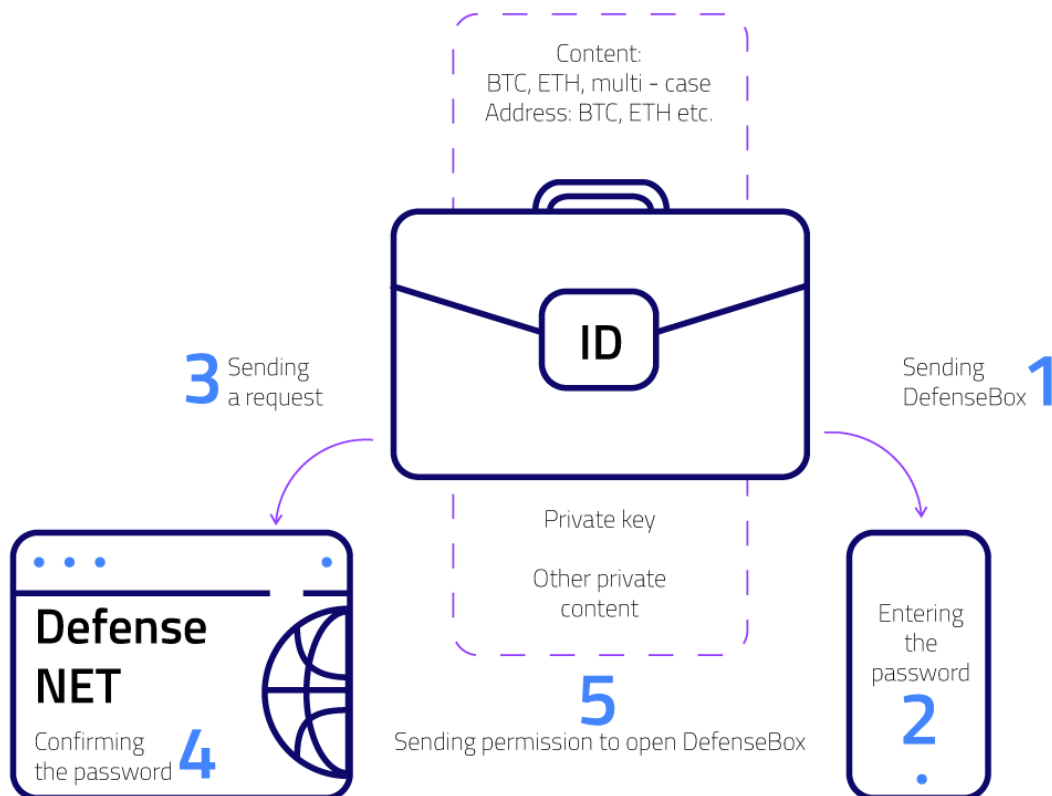 Content:
BTC, ETH, multi - case
Address: BTC, ETH etc.
ID
3 Sending
a request
Sending
DefenseBox 1
Private key
Other private
content
Defense
NET
Confirming
the password 4
Entering
the
password
2
5
Sending permission to open DefenseBox